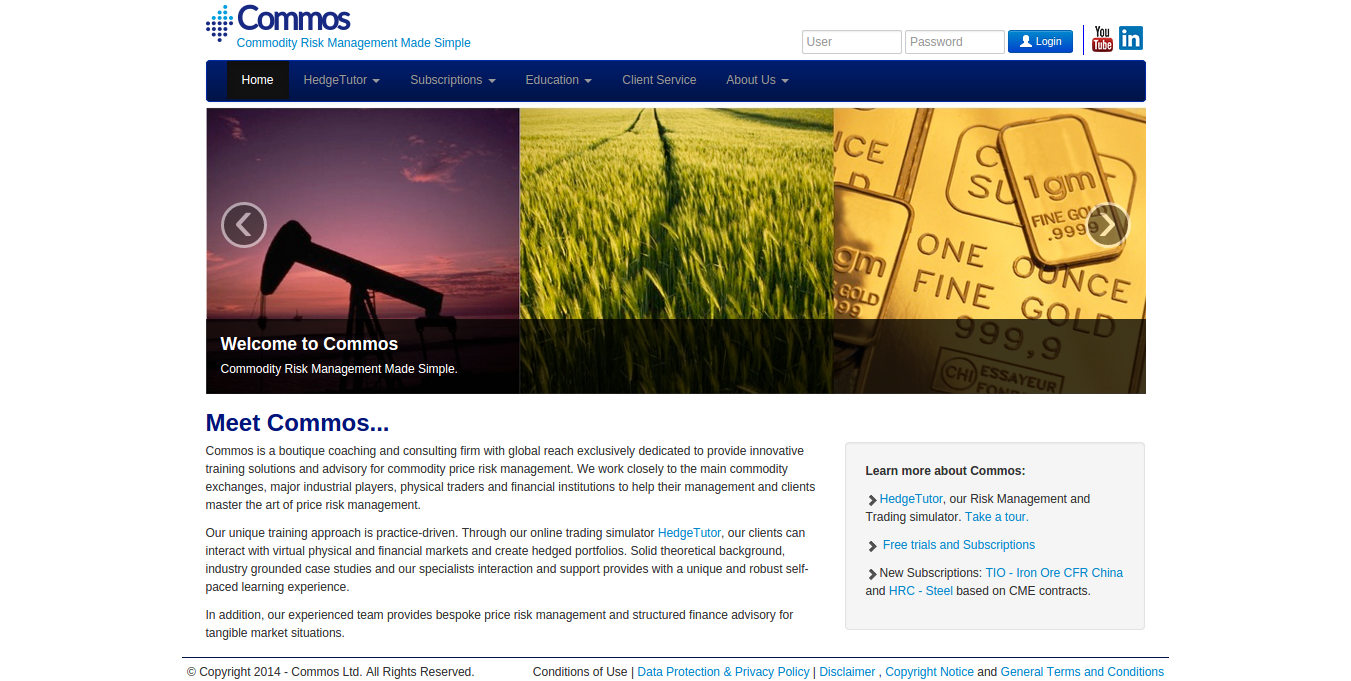 Commos
Commodity Risk Management Made Simple
User
Password
Login
You
Tube
in
Home
HedgeTutor
Subscriptions
Education
Client Service
About Us
CE
LD
1gm
FINE GOLD
.9999
gm
GOLD
999
ONE OUNCE
FINE GOLD
999,9
CHI ESSAYEUR
Welcome to Commos
Commodity Risk Management Made Simple.
Meet Commos...
Commos is a boutique coaching and consulting firm with global reach exclusively dedicated to provide innovative
training solutions and advisory for commodity price risk management. We work closely to the main commodity
exchanges, major industrial players, physical traders and financial institutions to help their management and clients
master the art of price risk management.
Our unique training approach is practice-driven. Through our online trading simulator HedgeTutor, our clients can
interact with virtual physical and financial markets and create hedged portfolios. Solid theoretical background,
industry grounded case studies and our specialists interaction and support provides with a unique and robust self-
paced learning experience.
In addition, our experienced team provides bespoke price risk management and structured finance advisory for
tangible market situations.
Learn more about Commos:
HedgeTutor, our Risk Management and
Trading simulator. Take a tour.
Free trials and Subscriptions
New Subscriptions: TIO - Iron Ore CFR China
and HRC - Steel based on CME contracts.
© Copyright 2014 - Commos Ltd. All Rights Reserved.
Conditions of Use | Data Protection & Privacy Policy | Disclaimer , Copyright Notice and General Terms and Conditions